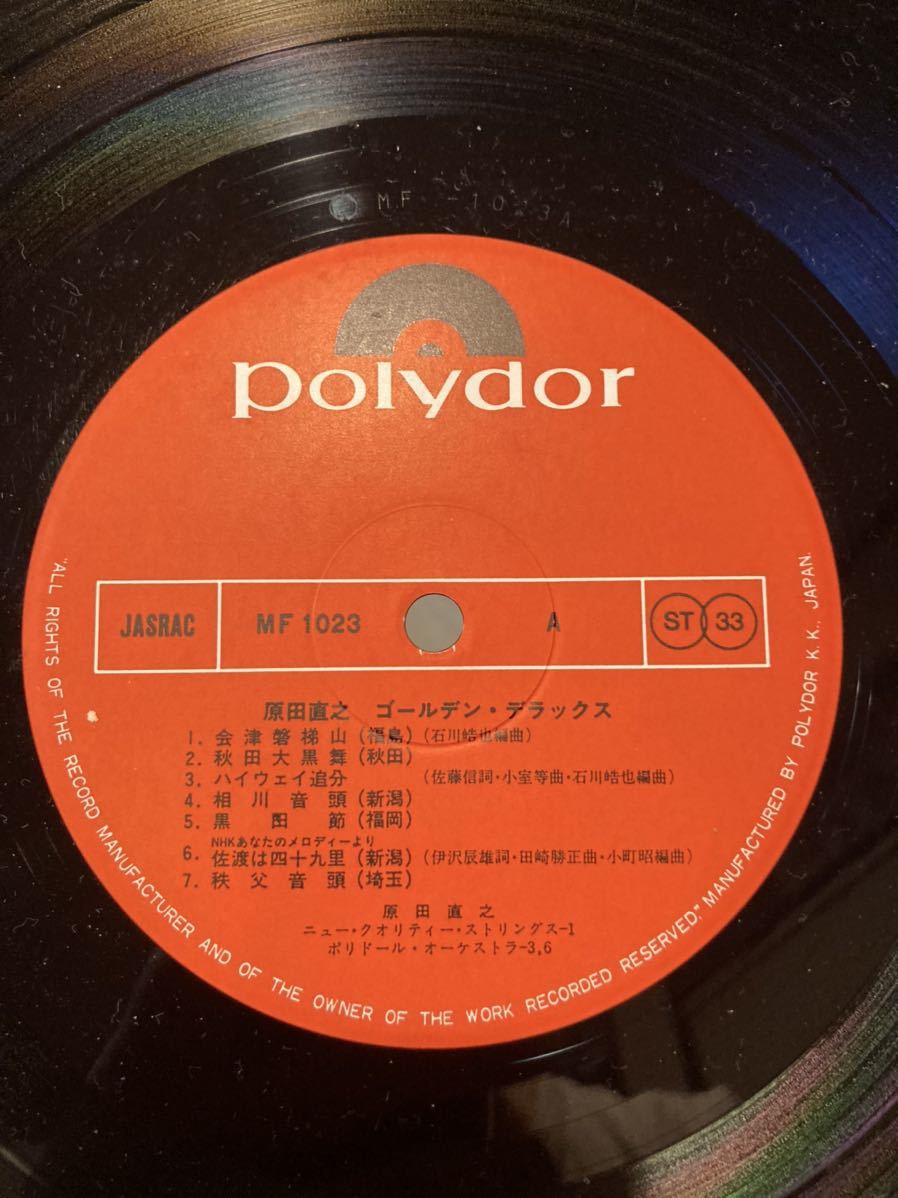 MF-1023A
polydor
JASRAC MF 1023 A ST 33
原田直之 ゴールデン・デラックス
1. 会津磐梯山(福島)(石川皓也編曲)
2. 秋田大黒舞(秋田)
3. ハイウェイ追分 (佐藤信詞・小室等曲・石川皓也編曲)
4. 相川音頭(新潟)
5. 黒田節(福岡)
NHKあなたのメロディーより
6. 佐渡は四十九里(新潟)(伊沢辰雄詞・田崎勝正曲・小町昭編曲)
7. 秩父音頭(埼玉)
原田直之
ニュー・クオリティー・ストリングス-1
ポリドール・オーケストラ-3,6
"ALL RIGHTS OF THE RECORD MANUFACTURER AND OF THE OWNER OF THE WORK RECORDED RESERVED," MANUFACTURED BY POLYDOR K.K., JAPAN.